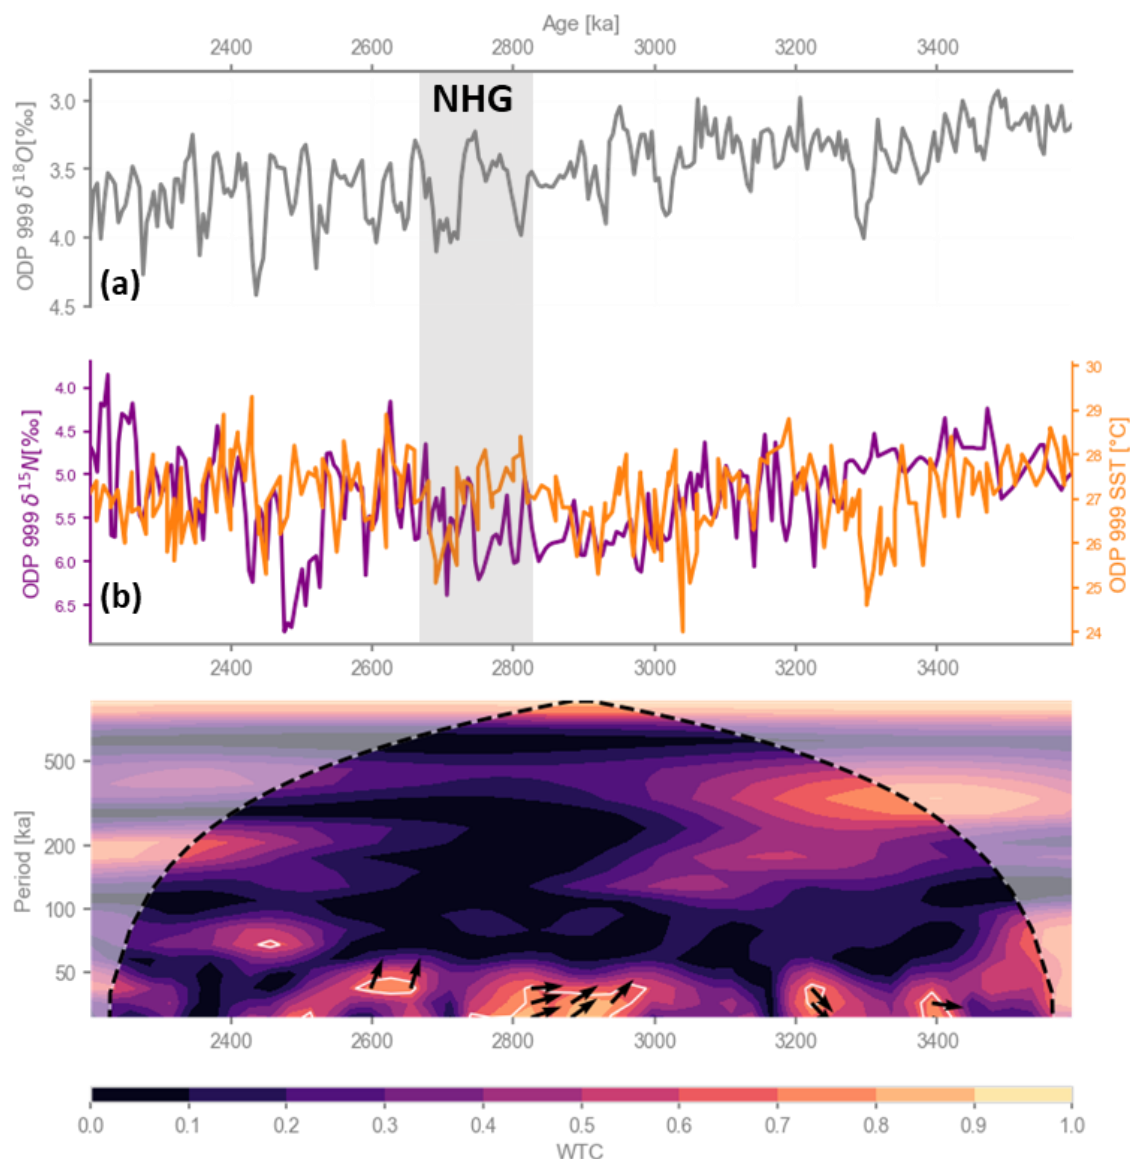 Age [ka]
2400 2600 2800 3000 3200 3400
NHG
3.0
3.5
4.0
4.5
ODP 999 δ¹⁸O[‰]
(a)
4.0
4.5
5.0
5.5
6.0
6.5
ODP 999 δ¹⁵N[‰]
30
29
28
27
26
25
24
ODP 999 SST [°C]
(b)
2400 2600 2800 3000 3200 3400
500
200
100
50
Period [ka]
2400 2600 2800 3000 3200 3400
0.0 0.1 0.2 0.3 0.4 0.5 0.6 0.7 0.8 0.9 1.0
WTC